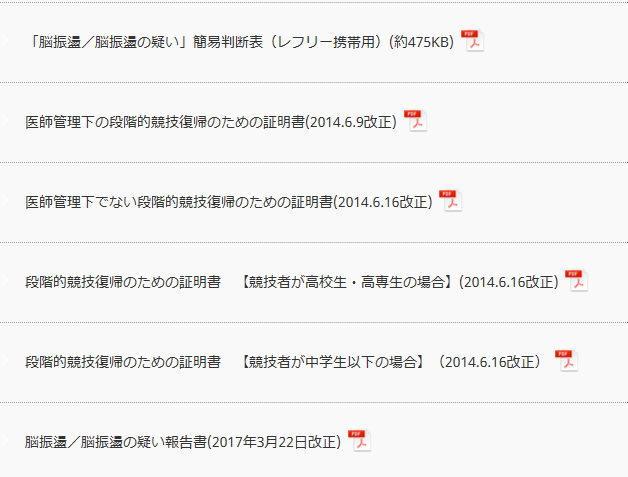 「脳振盪／脳振盪の疑い」簡易判断表（レフリー携帯用）(約475KB) PDF
医師管理下の段階的競技復帰のための証明書(2014.6.9改正) PDF
医師管理下でない段階的競技復帰のための証明書(2014.6.16改正) PDF
段階的競技復帰のための証明書　【競技者が高校生・高専生の場合】(2014.6.16改正) PDF
段階的競技復帰のための証明書　【競技者が中学生以下の場合】（2014.6.16改正） PDF
脳振盪／脳振盪の疑い報告書(2017年3月22日改正) PDF